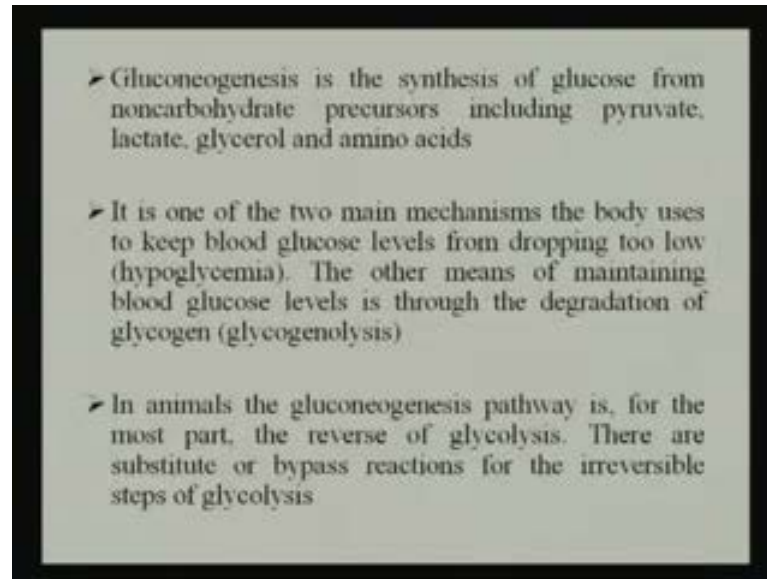 ➢ Gluconeogenesis is the synthesis of glucose from
noncarbohydrate precursors including pyruvate,
lactate, glycerol and amino acids
➢ It is one of the two main mechanisms the body uses
to keep blood glucose levels from dropping too low
(hypoglycemia). The other means of maintaining
blood glucose levels is through the degradation of
glycogen (glycogenolysis)
➢ In animals the gluconeogenesis pathway is, for the
most part, the reverse of glycolysis. There are
substitute or bypass reactions for the irreversible
steps of glycolysis